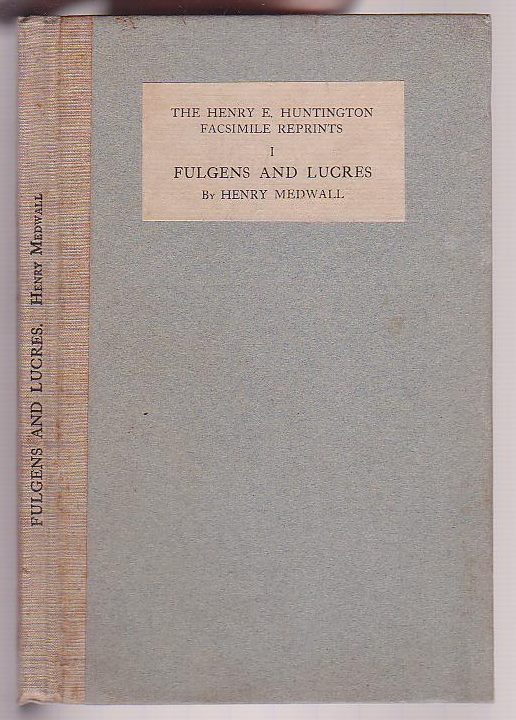 THE HENRY E. HUNTINGTON
FACSIMILE REPRINTS
I
FULGENS AND LUCRES
By HENRY MEDWALL
FULGENS AND LUCRES. HENRY MEDWALL